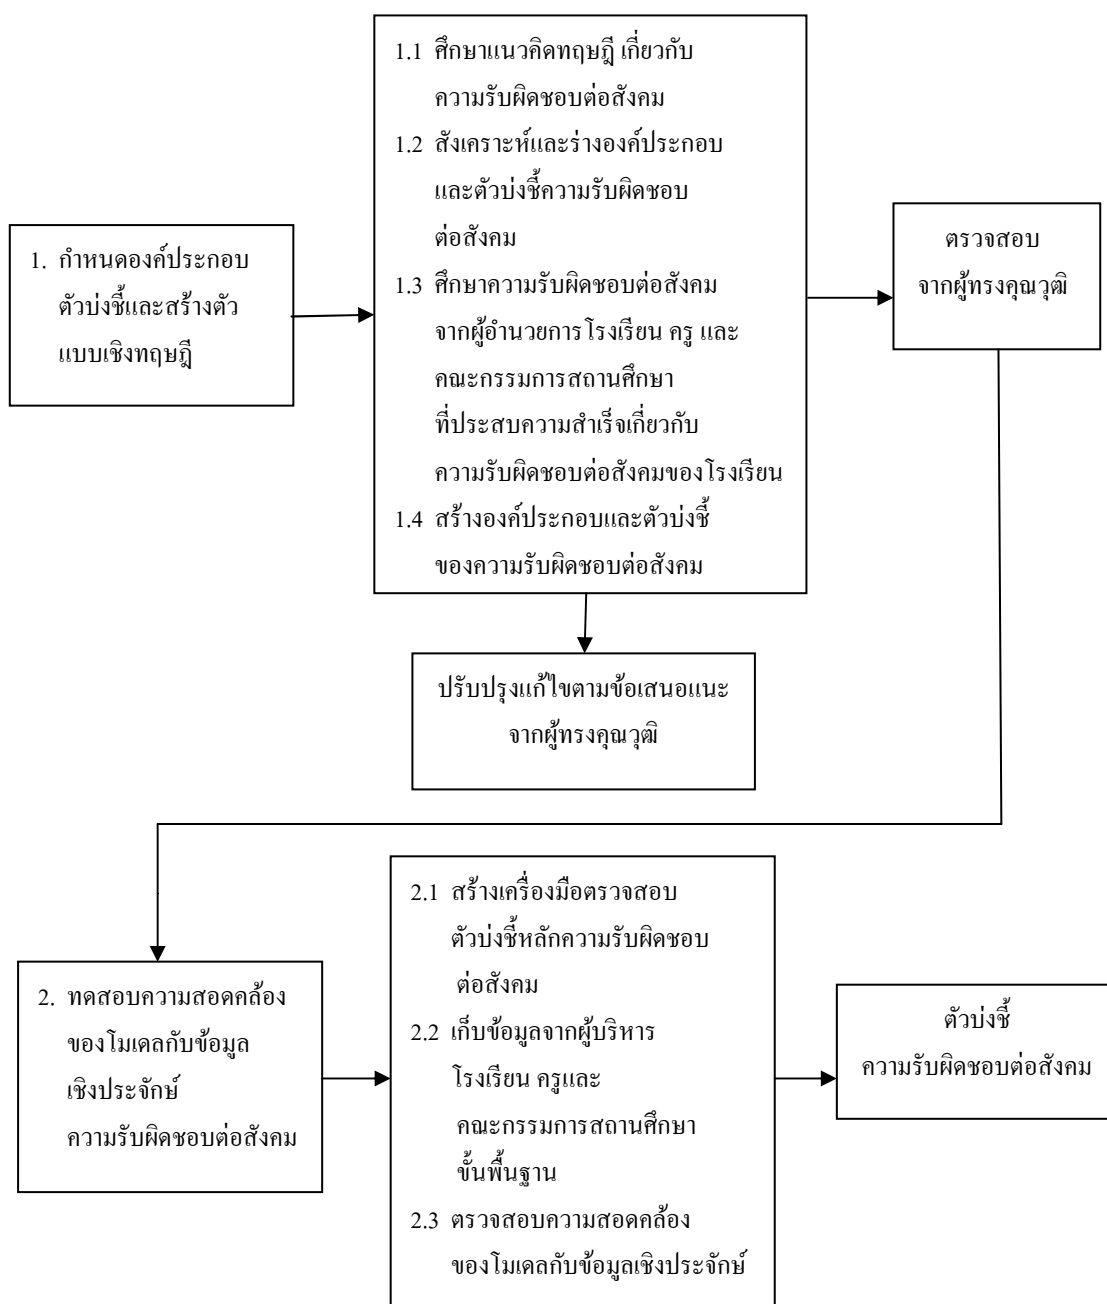 1. กำหนดองค์ประกอบ
ตัวบ่งชี้และสร้างตัว
แบบเชิงทฤษฎี
1.1 ศึกษาแนวคิดทฤษฎี เกี่ยวกับ
ความรับผิดชอบต่อสังคม
1.2 สังเคราะห์และร่างองค์ประกอบ
และตัวบ่งชี้ความรับผิดชอบ
ต่อสังคม
1.3 ศึกษาความรับผิดชอบต่อสังคม
จากผู้อำนวยการโรงเรียน ครู และ
คณะกรรมการสถานศึกษา
ที่ประสบความสำเร็จเกี่ยวกับ
ความรับผิดชอบต่อสังคมของโรงเรียน
1.4 สร้างองค์ประกอบและตัวบ่งชี้
ของความรับผิดชอบต่อสังคม
ตรวจสอบ
จากผู้ทรงคุณวุฒิ
ปรับปรุงแก้ไขตามข้อเสนอแนะ
จากผู้ทรงคุณวุฒิ
2. ทดสอบความสอดคล้อง
ของโมเดลกับข้อมูล
เชิงประจักษ์
ความรับผิดชอบต่อสังคม
2.1 สร้างเครื่องมือตรวจสอบ
ตัวบ่งชี้หลักความรับผิดชอบ
ต่อสังคม
2.2 เก็บข้อมูลจากผู้บริหาร
โรงเรียน ครูและ
คณะกรรมการสถานศึกษา
ขั้นพื้นฐาน
2.3 ตรวจสอบความสอดคล้อง
ของโมเดลกับข้อมูลเชิงประจักษ์
ตัวบ่งชี้
ความรับผิดชอบต่อสังคม